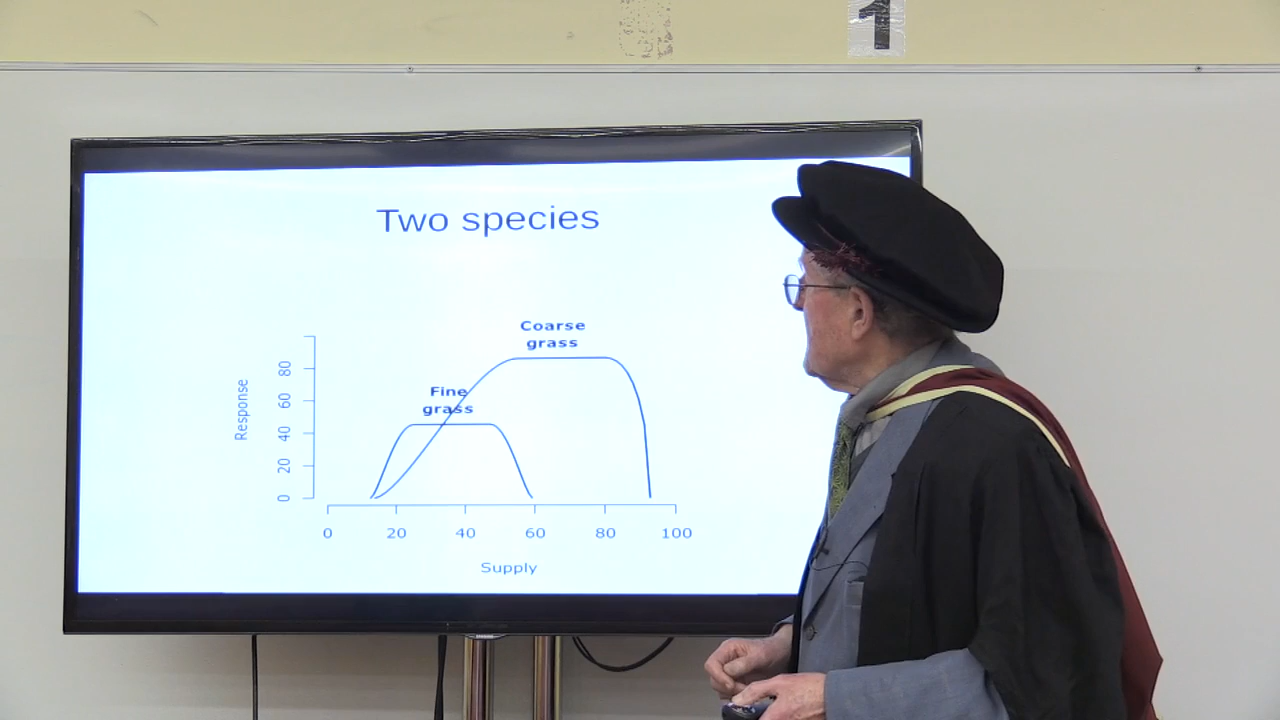 1
Two species
Coarse
grass
Fine
grass
Response
80
60
40
20
0
0 20 40 60 80 100
Supply